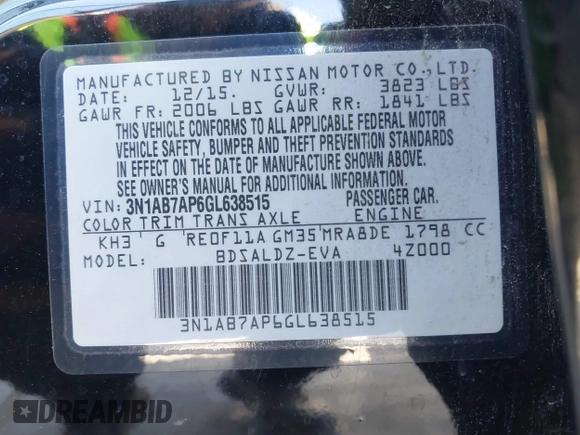 MANUFACTURED BY NISSAN MOTOR CO., LTD.
DATE: 12/15. GVWR: 3823 LBS
GAWR FR: 2006 LBS GAWR RR: 1841 LBS
THIS VEHICLE CONFORMS TO ALL APPLICABLE FEDERAL MOTOR
VEHICLE SAFETY, BUMPER AND THEFT PREVENTION STANDARDS
IN EFFECT ON THE DATE OF MANUFACTURE SHOWN ABOVE.
SEE OWNER'S MANUAL FOR ADDITIONAL INFORMATION
VIN: 3N1AB7AP6GL638515 PASSENGER CAR.
COLOR TRIM TRANS AXLE ENGINE
KH3 G RE0F11A GM35 MRA8DE 1798 CC
MODEL: BDSALDZ-EVA 4Z000
3N1AB7AP6GL638515
DREAMBID